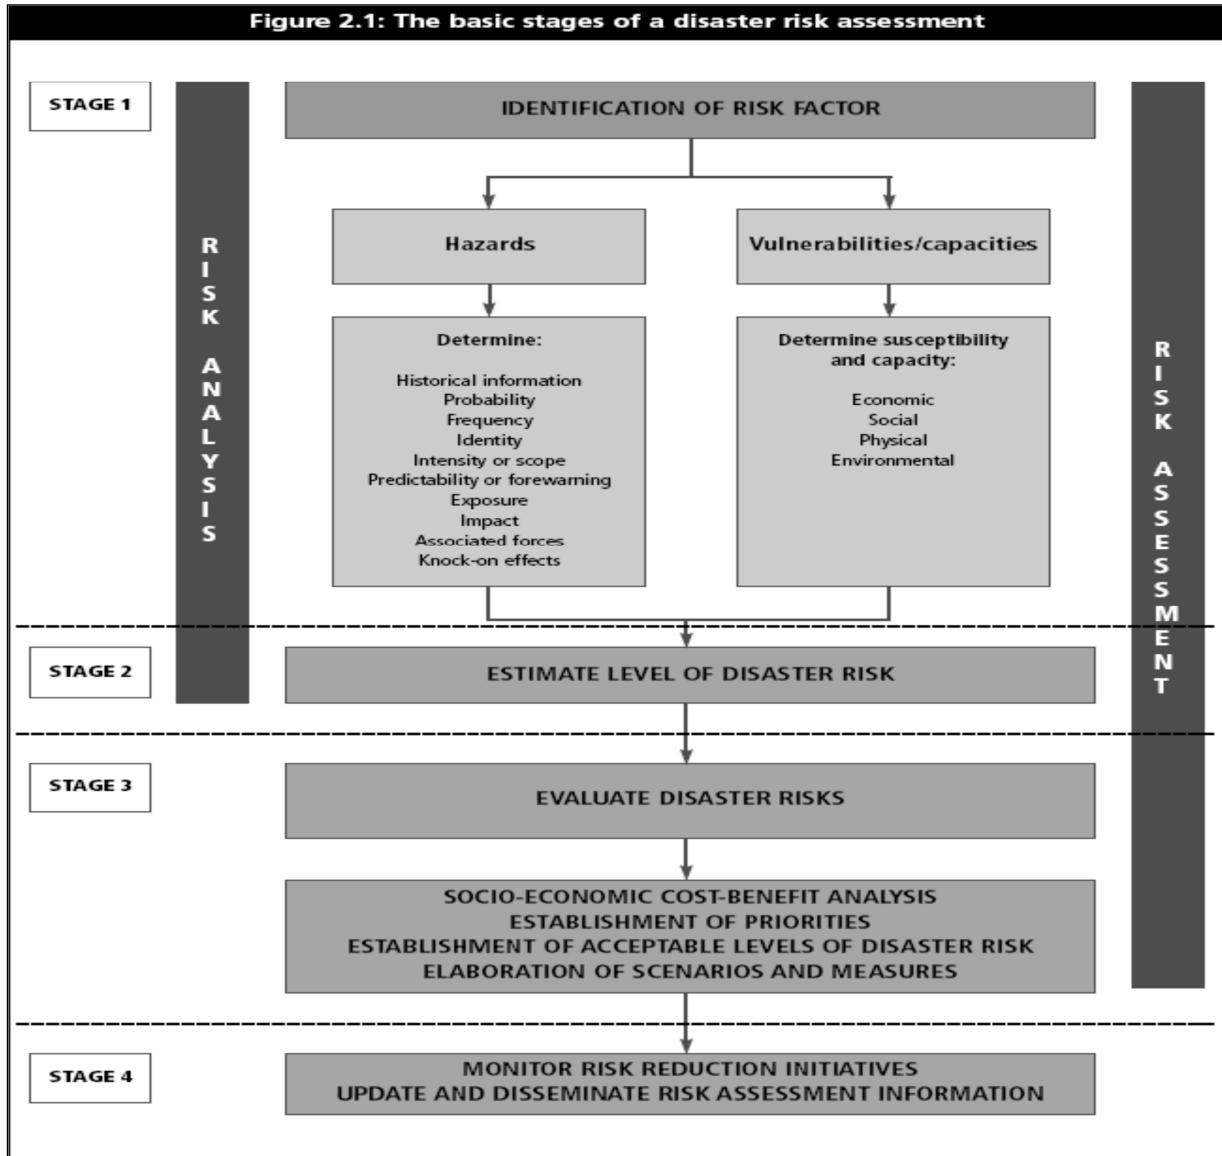 Figure 2.1: The basic stages of a disaster risk assessment
STAGE 1
RISK ANALYSIS
IDENTIFICATION OF RISK FACTOR
RISK ASSESSMENT
Hazards
Vulnerabilities/capacities
Determine:
Historical information
Probability
Frequency
Identity
Intensity or scope
Predictability or forewarning
Exposure
Impact
Associated forces
Knock-on effects
Determine susceptibility
and capacity:
Economic
Social
Physical
Environmental
STAGE 2
ESTIMATE LEVEL OF DISASTER RISK
STAGE 3
EVALUATE DISASTER RISKS
SOCIO-ECONOMIC COST-BENEFIT ANALYSIS
ESTABLISHMENT OF PRIORITIES
ESTABLISHMENT OF ACCEPTABLE LEVELS OF DISASTER RISK
ELABORATION OF SCENARIOS AND MEASURES
STAGE 4
MONITOR RISK REDUCTION INITIATIVES
UPDATE AND DISSEMINATE RISK ASSESSMENT INFORMATION